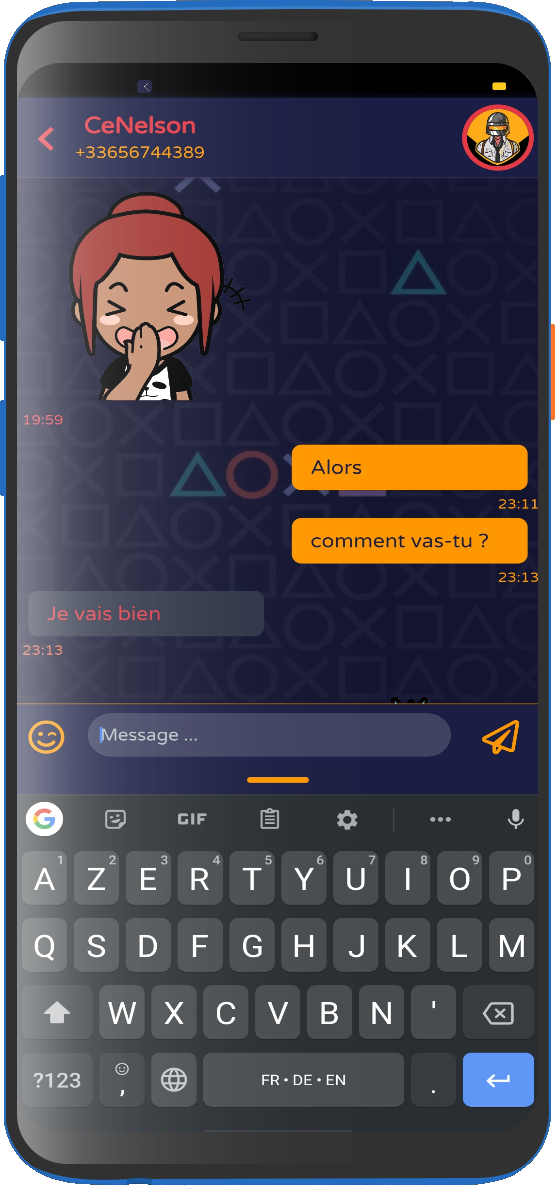 CeNelson
+33656744389
19:59
Alors
23:11
comment vas-tu ?
23:13
Je vais bien
23:13
Message ...
G GIF
1 2 3 4 5 6 7 8 9 0
A Z E R T Y U I O P
Q S D F G H J K L M
W X C V B N '
?123 , FR • DE • EN .